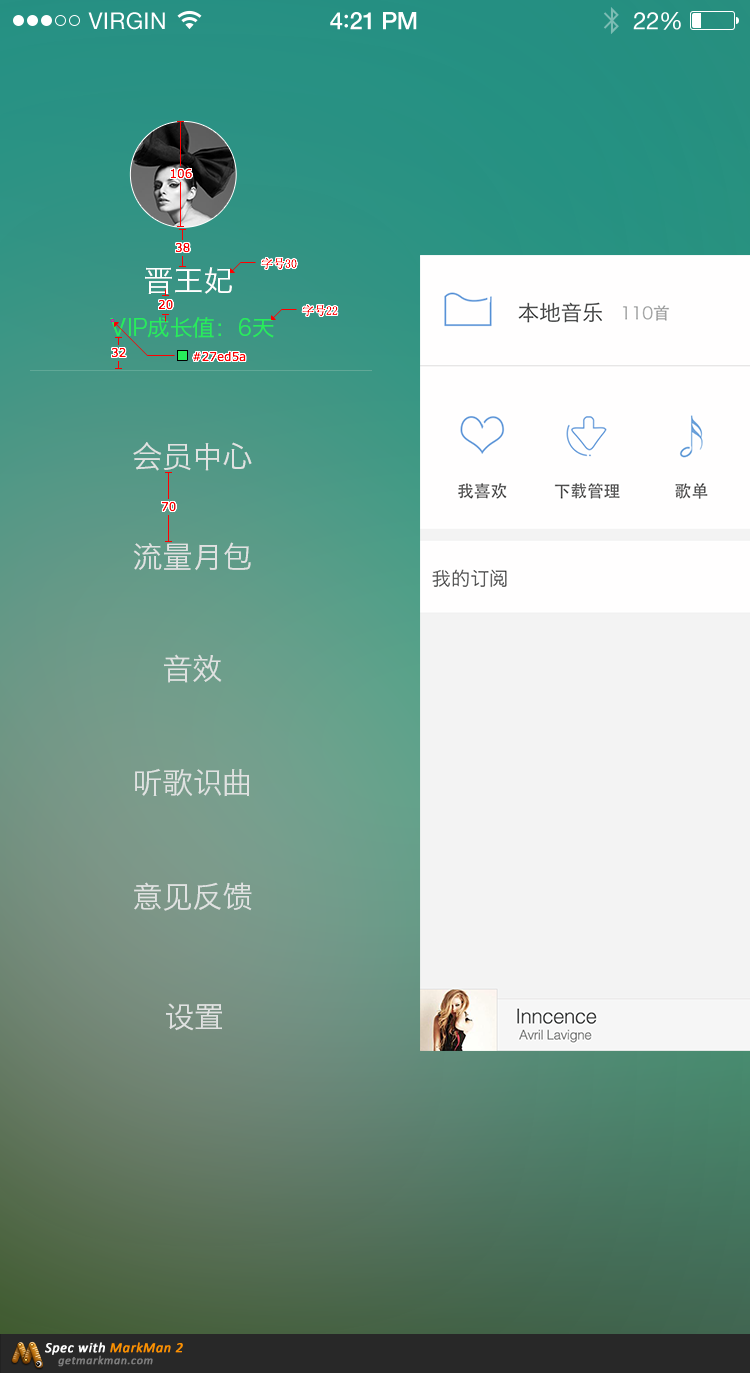 VIRGIN 4:21 PM 22%
106
38
晋王妃 字号30
20
字号22
VIP成长值：6天
32
#27ed5a
会员中心
70
流量月包
音效
听歌识曲
意见反馈
设置
本地音乐 110首
我喜欢 下载管理 歌单
我的订阅
Inncence
Avril Lavigne
Spec with MarkMan 2
getmarkman.com